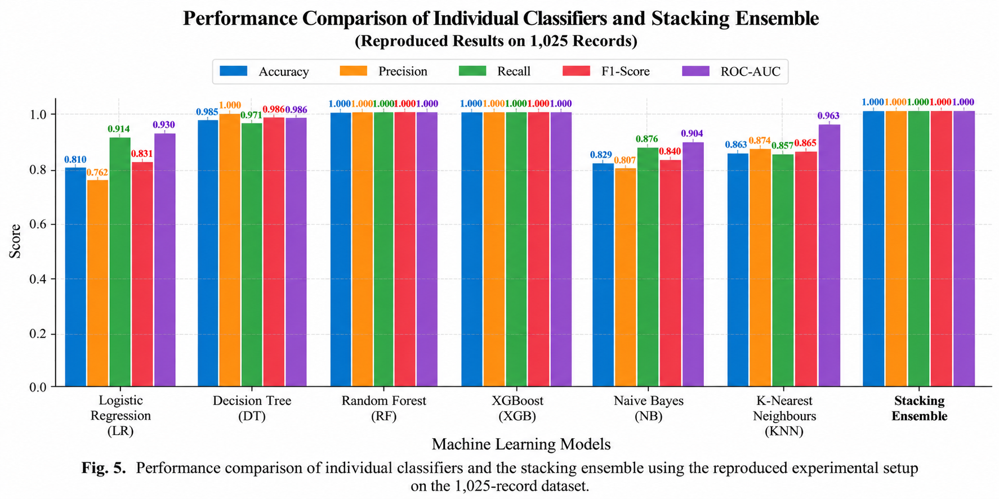 Performance Comparison of Individual Classifiers and Stacking Ensemble
(Reproduced Results on 1,025 Records)
Accuracy Precision Recall F1-Score ROC-AUC
Score
1.0
0.8
0.6
0.4
0.2
0.0
0.810 0.762 0.914 0.831 0.930
0.985 1.000 0.971 0.986 0.986
1.000 1.000 1.000 1.000 1.000
1.000 1.000 1.000 1.000 1.000
0.829 0.807 0.876 0.840 0.904
0.863 0.874 0.857 0.865 0.963
1.000 1.000 1.000 1.000 1.000
Logistic
Regression
(LR)
Decision Tree
(DT)
Random Forest
(RF)
XGBoost
(XGB)
Naive Bayes
(NB)
K-Nearest
Neighbours
(KNN)
Stacking
Ensemble
Machine Learning Models
Fig. 5. Performance comparison of individual classifiers and the stacking ensemble using the reproduced experimental setup
on the 1,025-record dataset.